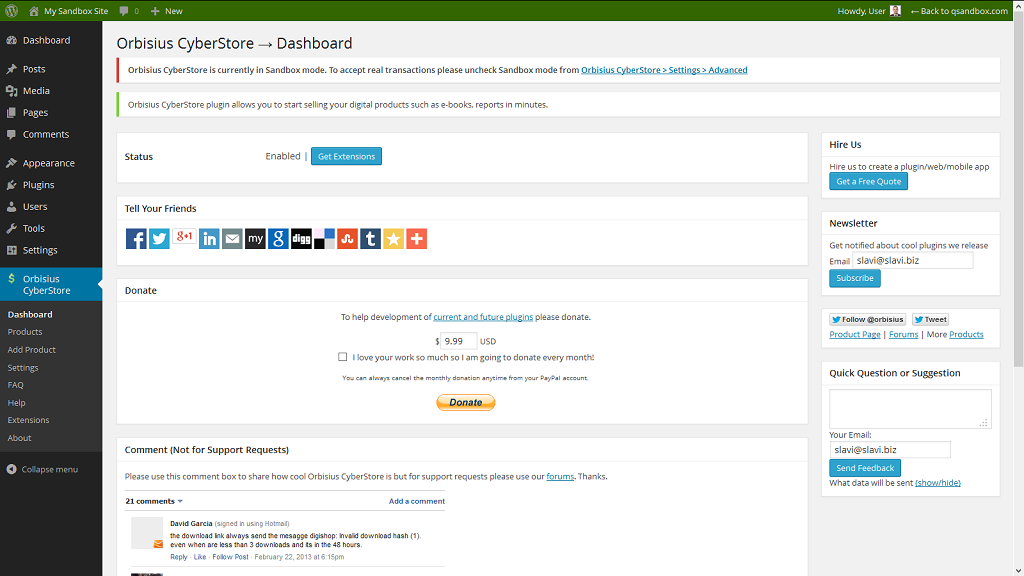 My Sandbox Site 0 + New Howdy, User ← Back to qsandbox.com
Dashboard
Posts
Media
Pages
Comments
Appearance
Plugins
Users
Tools
Settings
$ Orbisius
CyberStore
Dashboard
Products
Add Product
Settings
FAQ
Help
Extensions
About
Collapse menu
Orbisius CyberStore → Dashboard
Orbisius CyberStore is currently in Sandbox mode. To accept real transactions please uncheck Sandbox mode from Orbisius CyberStore > Settings > Advanced
Orbisius CyberStore plugin allows you to start selling your digital products such as e-books, reports in minutes.
Status Enabled | Get Extensions
Tell Your Friends
f g+1 in my g digg t +
Donate
To help development of current and future plugins please donate.
$ 9.99 USD
I love your work so much so I am going to donate every month!
You can always cancel the monthly donation anytime from your PayPal account.
Donate
Comment (Not for Support Requests)
Please use this comment box to share how cool Orbisius CyberStore is but for support requests please use our forums. Thanks.
21 comments Add a comment
David Garcia (signed in using Hotmail)
the download link always send the mesagge digishop: Invalid download hash (1).
even when are less than 3 downloads and its in the 48 hours.
Reply · Like · Follow Post · February 22, 2013 at 6:15pm
Hire Us
Hire us to create a plugin/web/mobile app
Get a Free Quote
Newsletter
Get notified about cool plugins we release
Email slavi@slavi.biz
Subscribe
Follow @orbisius Tweet
Product Page | Forums | More Products
Quick Question or Suggestion
Your Email:
slavi@slavi.biz
Send Feedback
What data will be sent (show/hide)